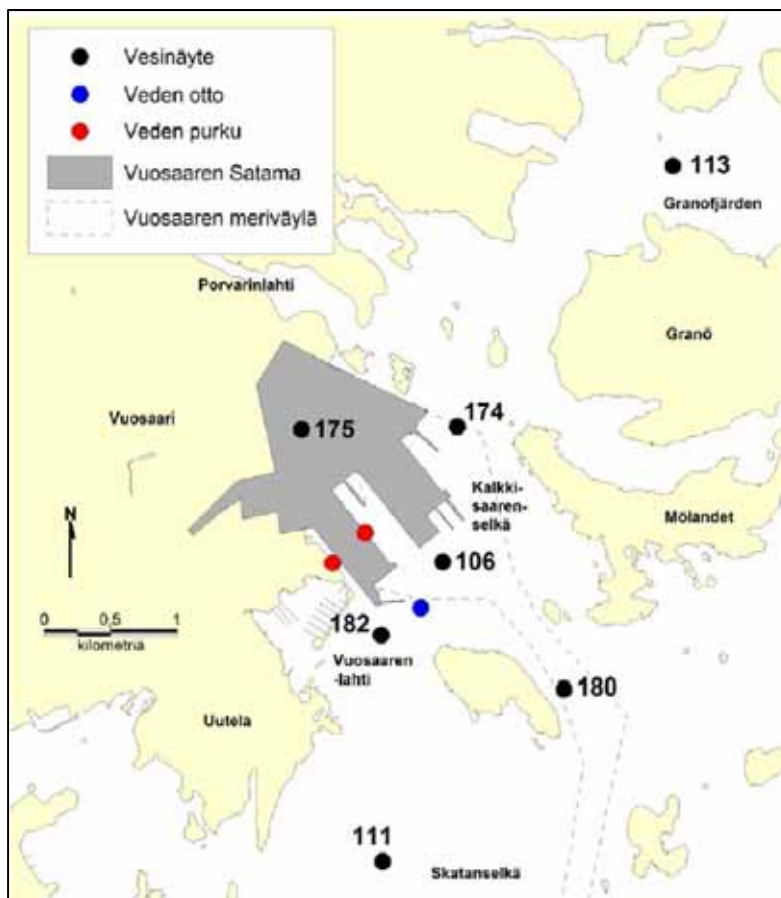 Vesinäyte
Veden otto
Veden purku
Vuosaaren Satama
Vuosaaren meriväylä
113
Granofjärden
Porvarinlahti
Granö
174
175
Vuosaari
Kalkki-
saaren-
selkä
Mölandet
N
106
0 0,5 1
kilometriä
182
Vuosaaren
-lahti
180
Uutela
111
Skatanselkä